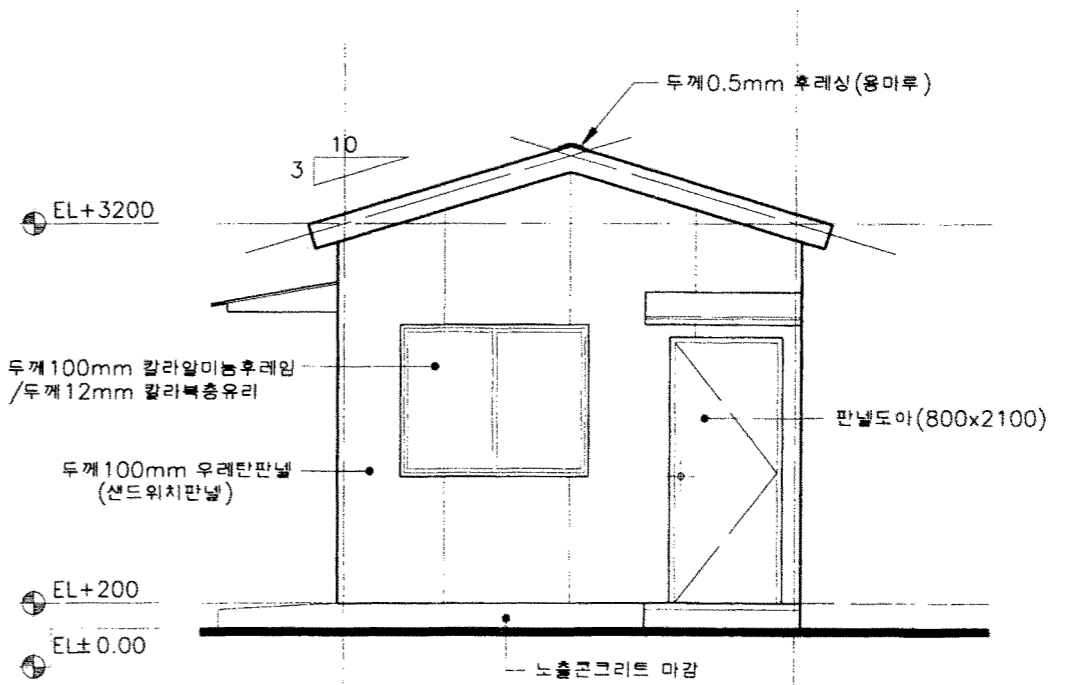 두께0.5mm 후레싱(용마루)
10
3
EL+3200
두께100mm 칼라알미늄후레임
/두께12mm 칼라복층유리
판넬도아(800x2100)
두께100mm 우레탄판넬
(샌드위치판넬)
EL+200
EL±0.00
노출콘크리트 마감